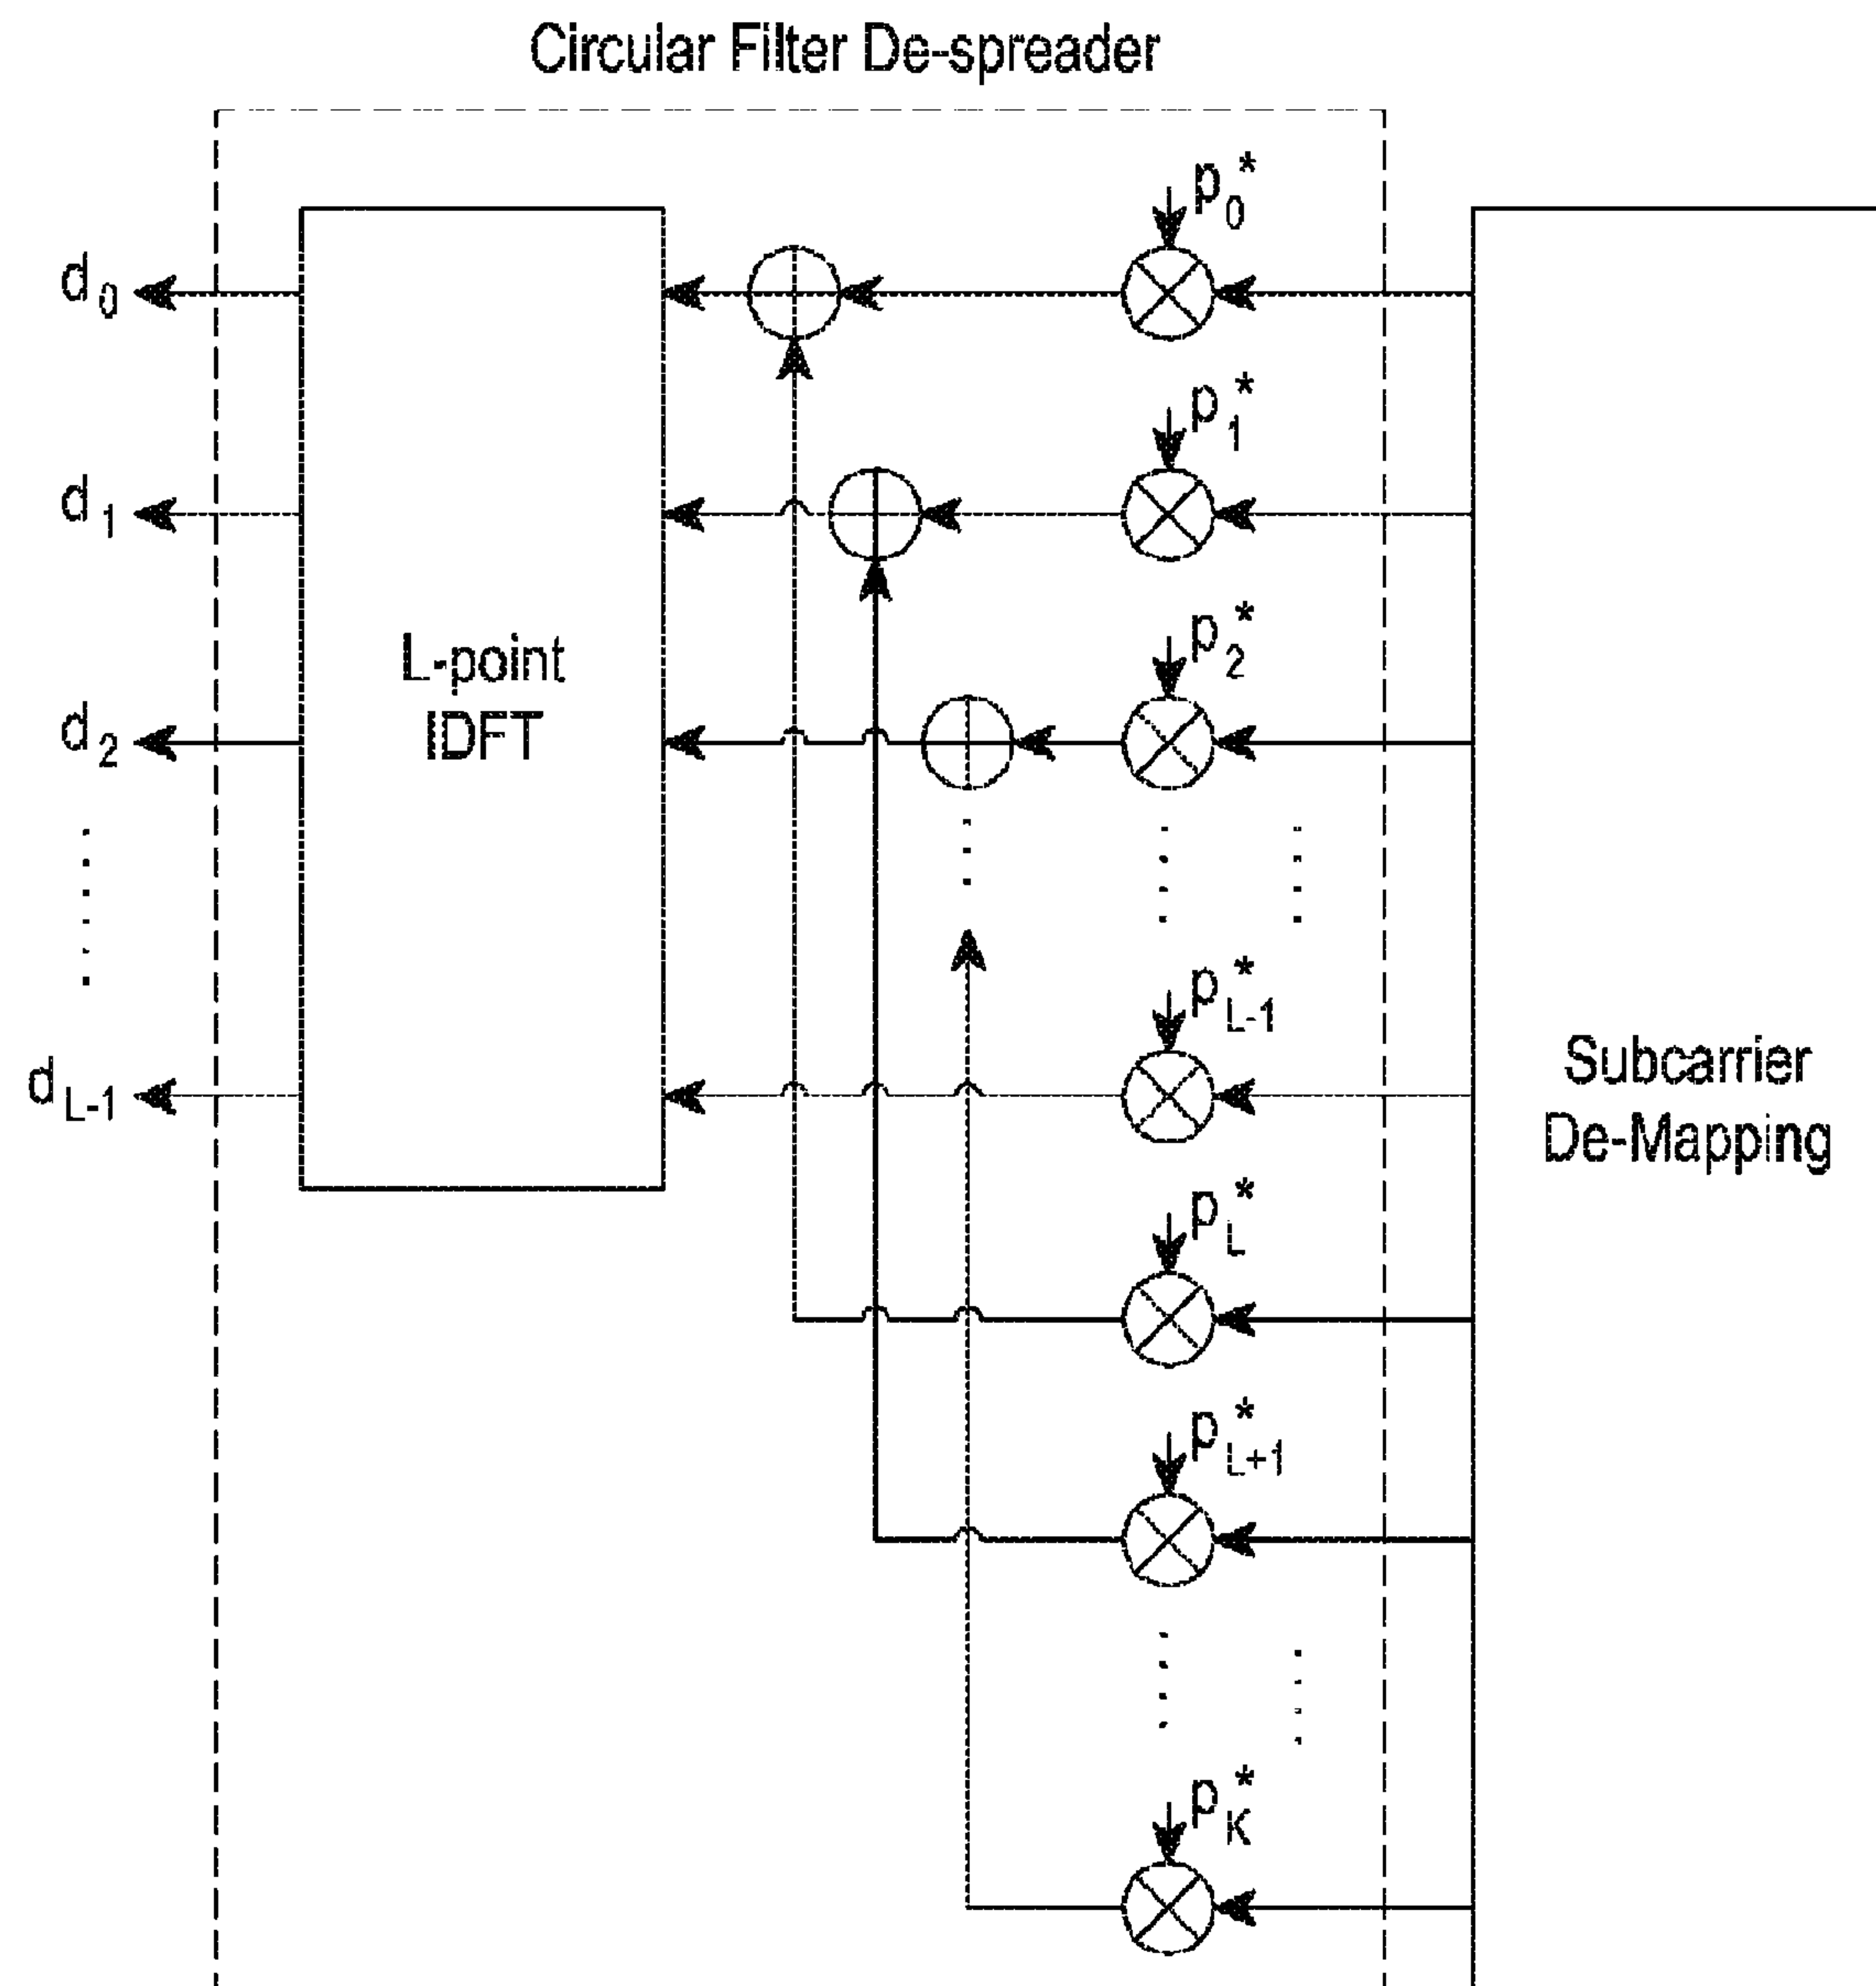 Circular Filter De-spreader
p0*
d0
p1*
d1
p2*
L-point
IDFT
d2
pL-1*
dL-1
Subcarrier
De-Mapping
pL*
pL+1*
pK*